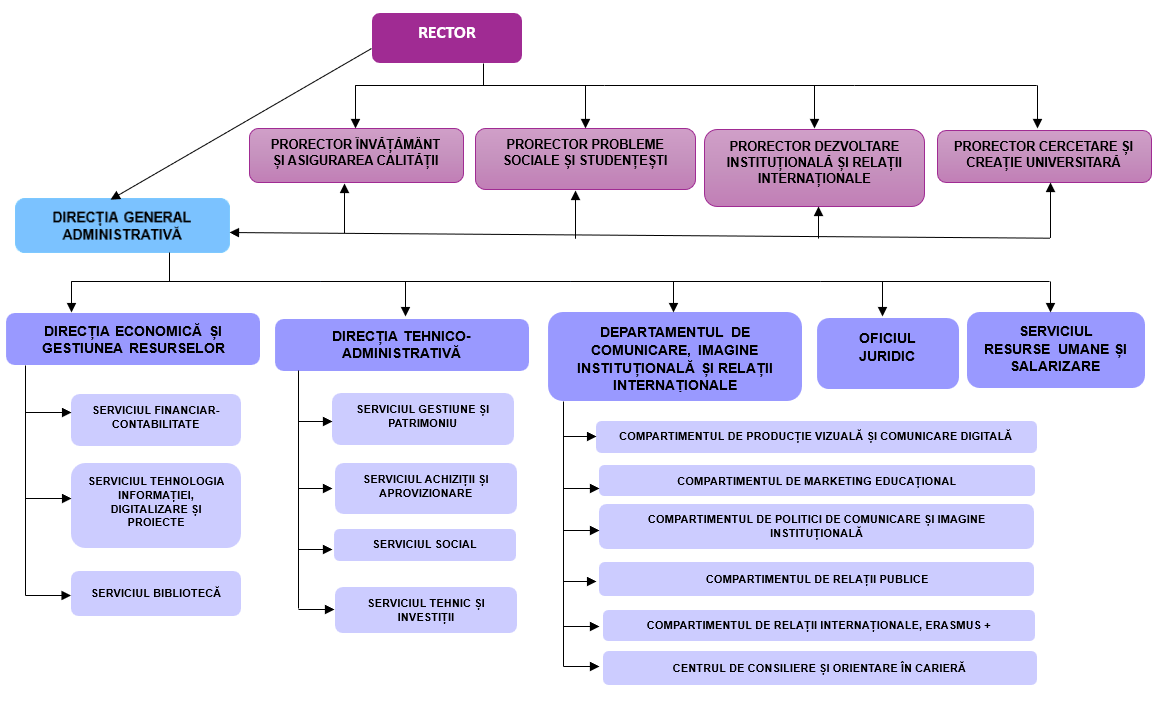 RECTOR
PRORECTOR ÎNVĂȚĂMÂNT
ȘI ASIGURAREA CALITĂȚII
PRORECTOR PROBLEME
SOCIALE ȘI STUDENȚEȘTI
PRORECTOR DEZVOLTARE
INSTITUȚIONALĂ ȘI RELAȚII
INTERNAȚIONALE
PRORECTOR CERCETARE ȘI
CREAȚIE UNIVERSITARĂ
DIRECȚIA GENERAL
ADMINISTRATIVĂ
DIRECȚIA ECONOMICĂ ȘI
GESTIUNEA RESURSELOR
DIRECȚIA TEHNICO-
ADMINISTRATIVĂ
DEPARTAMENTUL DE
COMUNICARE, IMAGINE
INSTITUȚIONALĂ ȘI RELAȚII
INTERNAȚIONALE
OFICIUL
JURIDIC
SERVICIUL
RESURSE UMANE ȘI
SALARIZARE
SERVICIUL FINANCIAR-
CONTABILITATE
SERVICIUL TEHNOLOGIA
INFORMAȚIEI,
DIGITALIZARE ȘI
PROIECTE
SERVICIUL BIBLIOTECĂ
SERVICIUL GESTIUNE ȘI
PATRIMONIU
SERVICIUL ACHIZIȚII ȘI
APROVIZIONARE
SERVICIUL SOCIAL
SERVICIUL TEHNIC ȘI
INVESTIȚII
COMPARTIMENTUL DE PRODUCȚIE VIZUALĂ ȘI COMUNICARE DIGITALĂ
COMPARTIMENTUL DE MARKETING EDUCAȚIONAL
COMPARTIMENTUL DE POLITICI DE COMUNICARE ȘI IMAGINE
INSTITUȚIONALĂ
COMPARTIMENTUL DE RELAȚII PUBLICE
COMPARTIMENTUL DE RELAȚII INTERNAȚIONALE, ERASMUS +
CENTRUL DE CONSILIERE ȘI ORIENTARE ÎN CARIERĂ